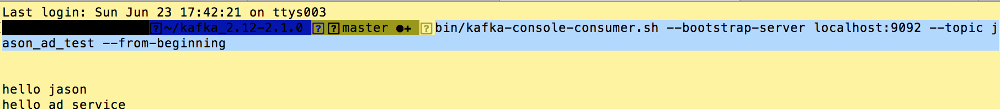 Last login: Sun Jun 23 17:42:21 on ttys003
~/kafka_2.12-2.1.0 master ●✚ bin/kafka-console-consumer.sh --bootstrap-server localhost:9092 --topic j
ason_ad_test --from-beginning
hello jason
hello ad service